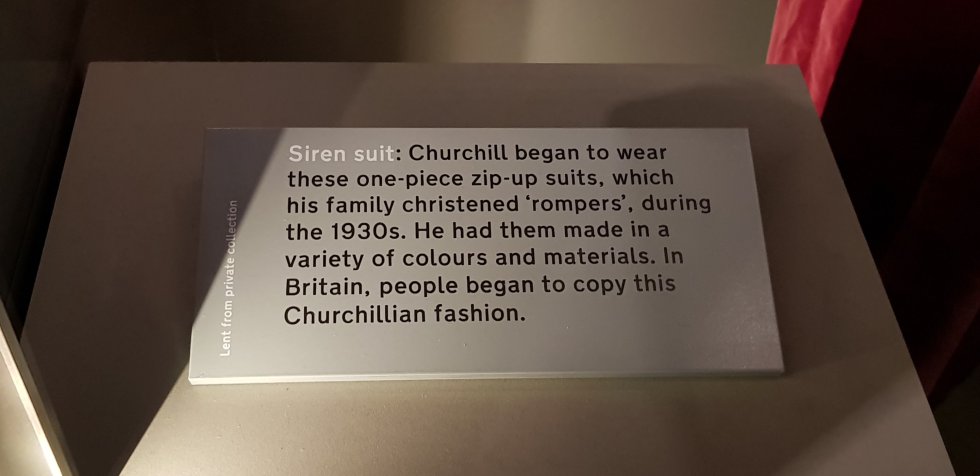 Siren suit: Churchill began to wear
these one-piece zip-up suits, which
his family christened ‘rompers’, during
the 1930s. He had them made in a
variety of colours and materials. In
Britain, people began to copy this
Churchillian fashion.
Lent from private collection